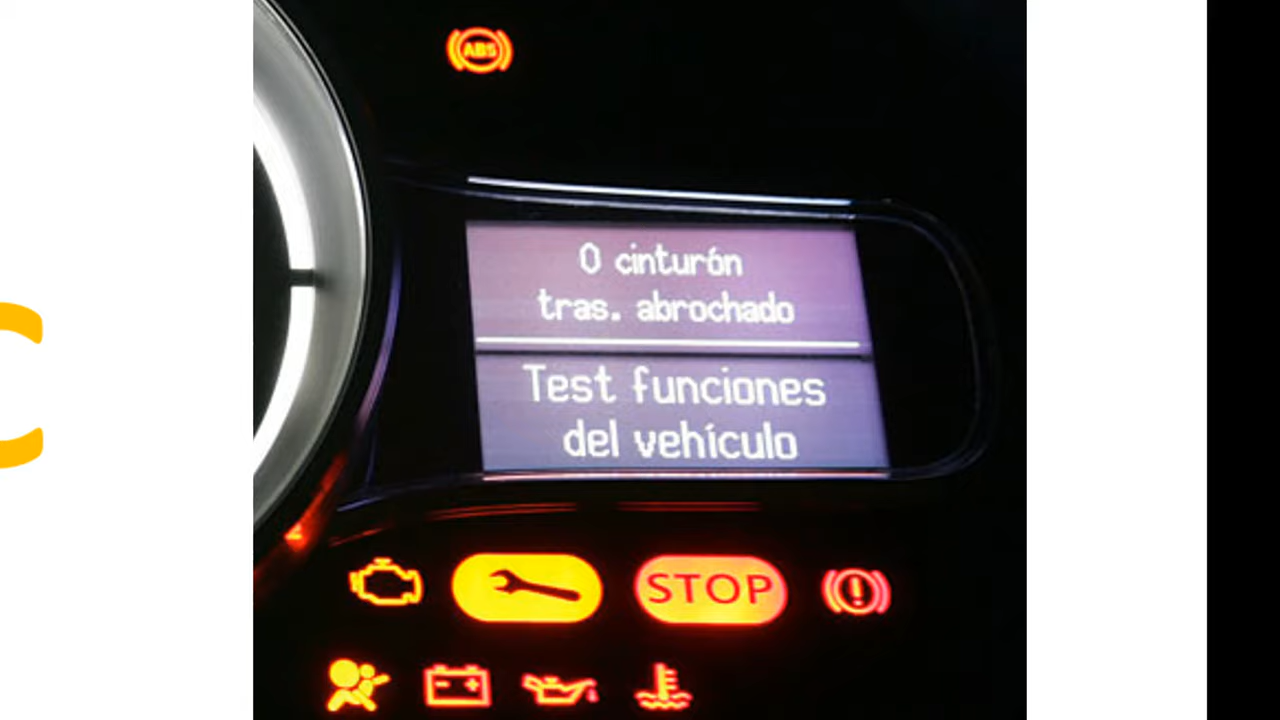 ABS
0 cinturón
tras. abrochado
Test funciones
del vehículo
STOP